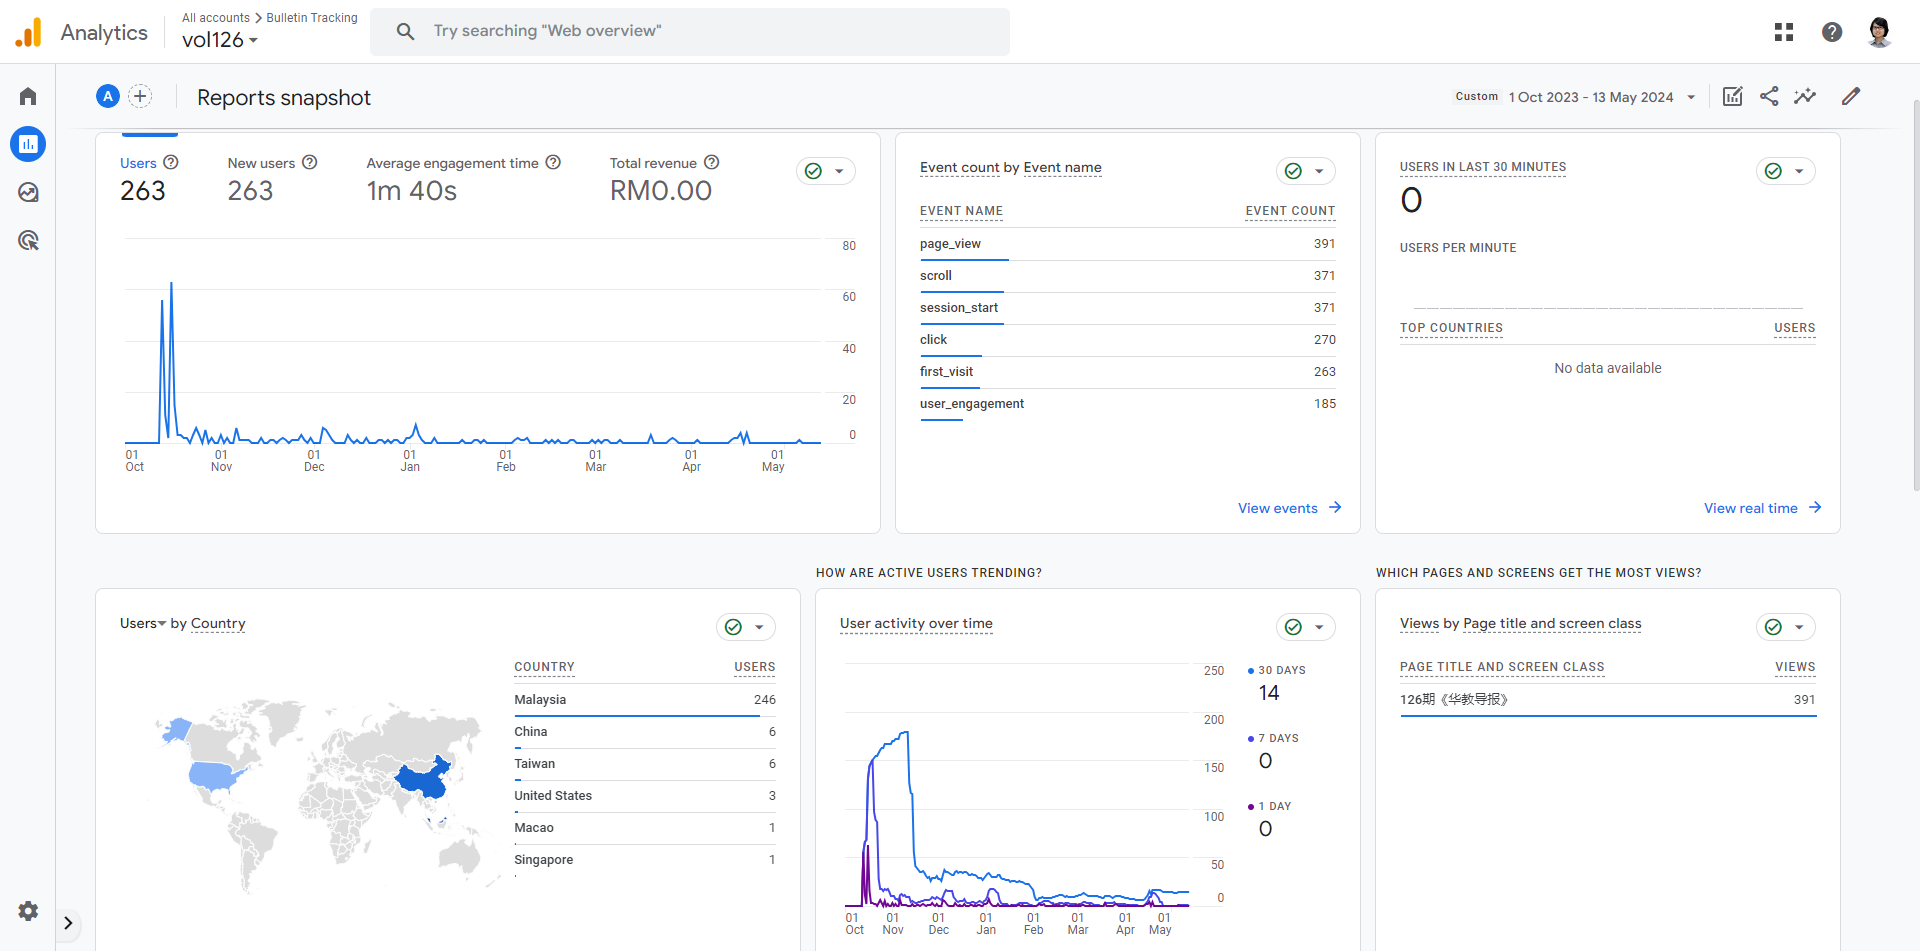 Analytics
All accounts > Bulletin Tracking
vol126
Try searching "Web overview"
A
Reports snapshot
Custom 1 Oct 2023 - 13 May 2024
Users
263
New users
263
Average engagement time
1m 40s
Total revenue
RM0.00
80
60
40
20
0
01 Oct
01 Nov
01 Dec
01 Jan
01 Feb
01 Mar
01 Apr
01 May
Event count by Event name
EVENT NAME EVENT COUNT
page_view 391
scroll 371
session_start 371
click 270
first_visit 263
user_engagement 185
View events
USERS IN LAST 30 MINUTES
0
USERS PER MINUTE
TOP COUNTRIES USERS
No data available
View real time
Users by Country
COUNTRY USERS
Malaysia 246
China 6
Taiwan 6
United States 3
Macao 1
Singapore 1
HOW ARE ACTIVE USERS TRENDING?
User activity over time
250
200
150
100
50
0
01 Oct
01 Nov
01 Dec
01 Jan
01 Feb
01 Mar
01 Apr
01 May
30 DAYS
14
7 DAYS
0
1 DAY
0
WHICH PAGES AND SCREENS GET THE MOST VIEWS?
Views by Page title and screen class
PAGE TITLE AND SCREEN CLASS VIEWS
126期《华教导报》 391